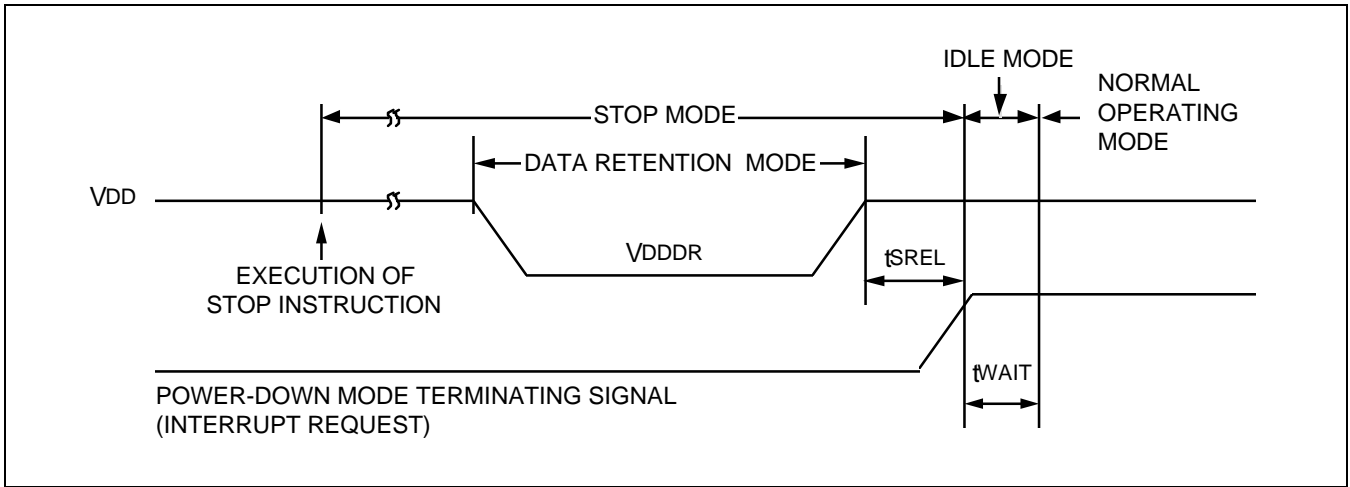 IDLE MODE
NORMAL
OPERATING
MODE
STOP MODE
DATA RETENTION MODE
VDD
VDDDR
tSREL
EXECUTION OF
STOP INSTRUCTION
tWAIT
POWER-DOWN MODE TERMINATING SIGNAL
(INTERRUPT REQUEST)